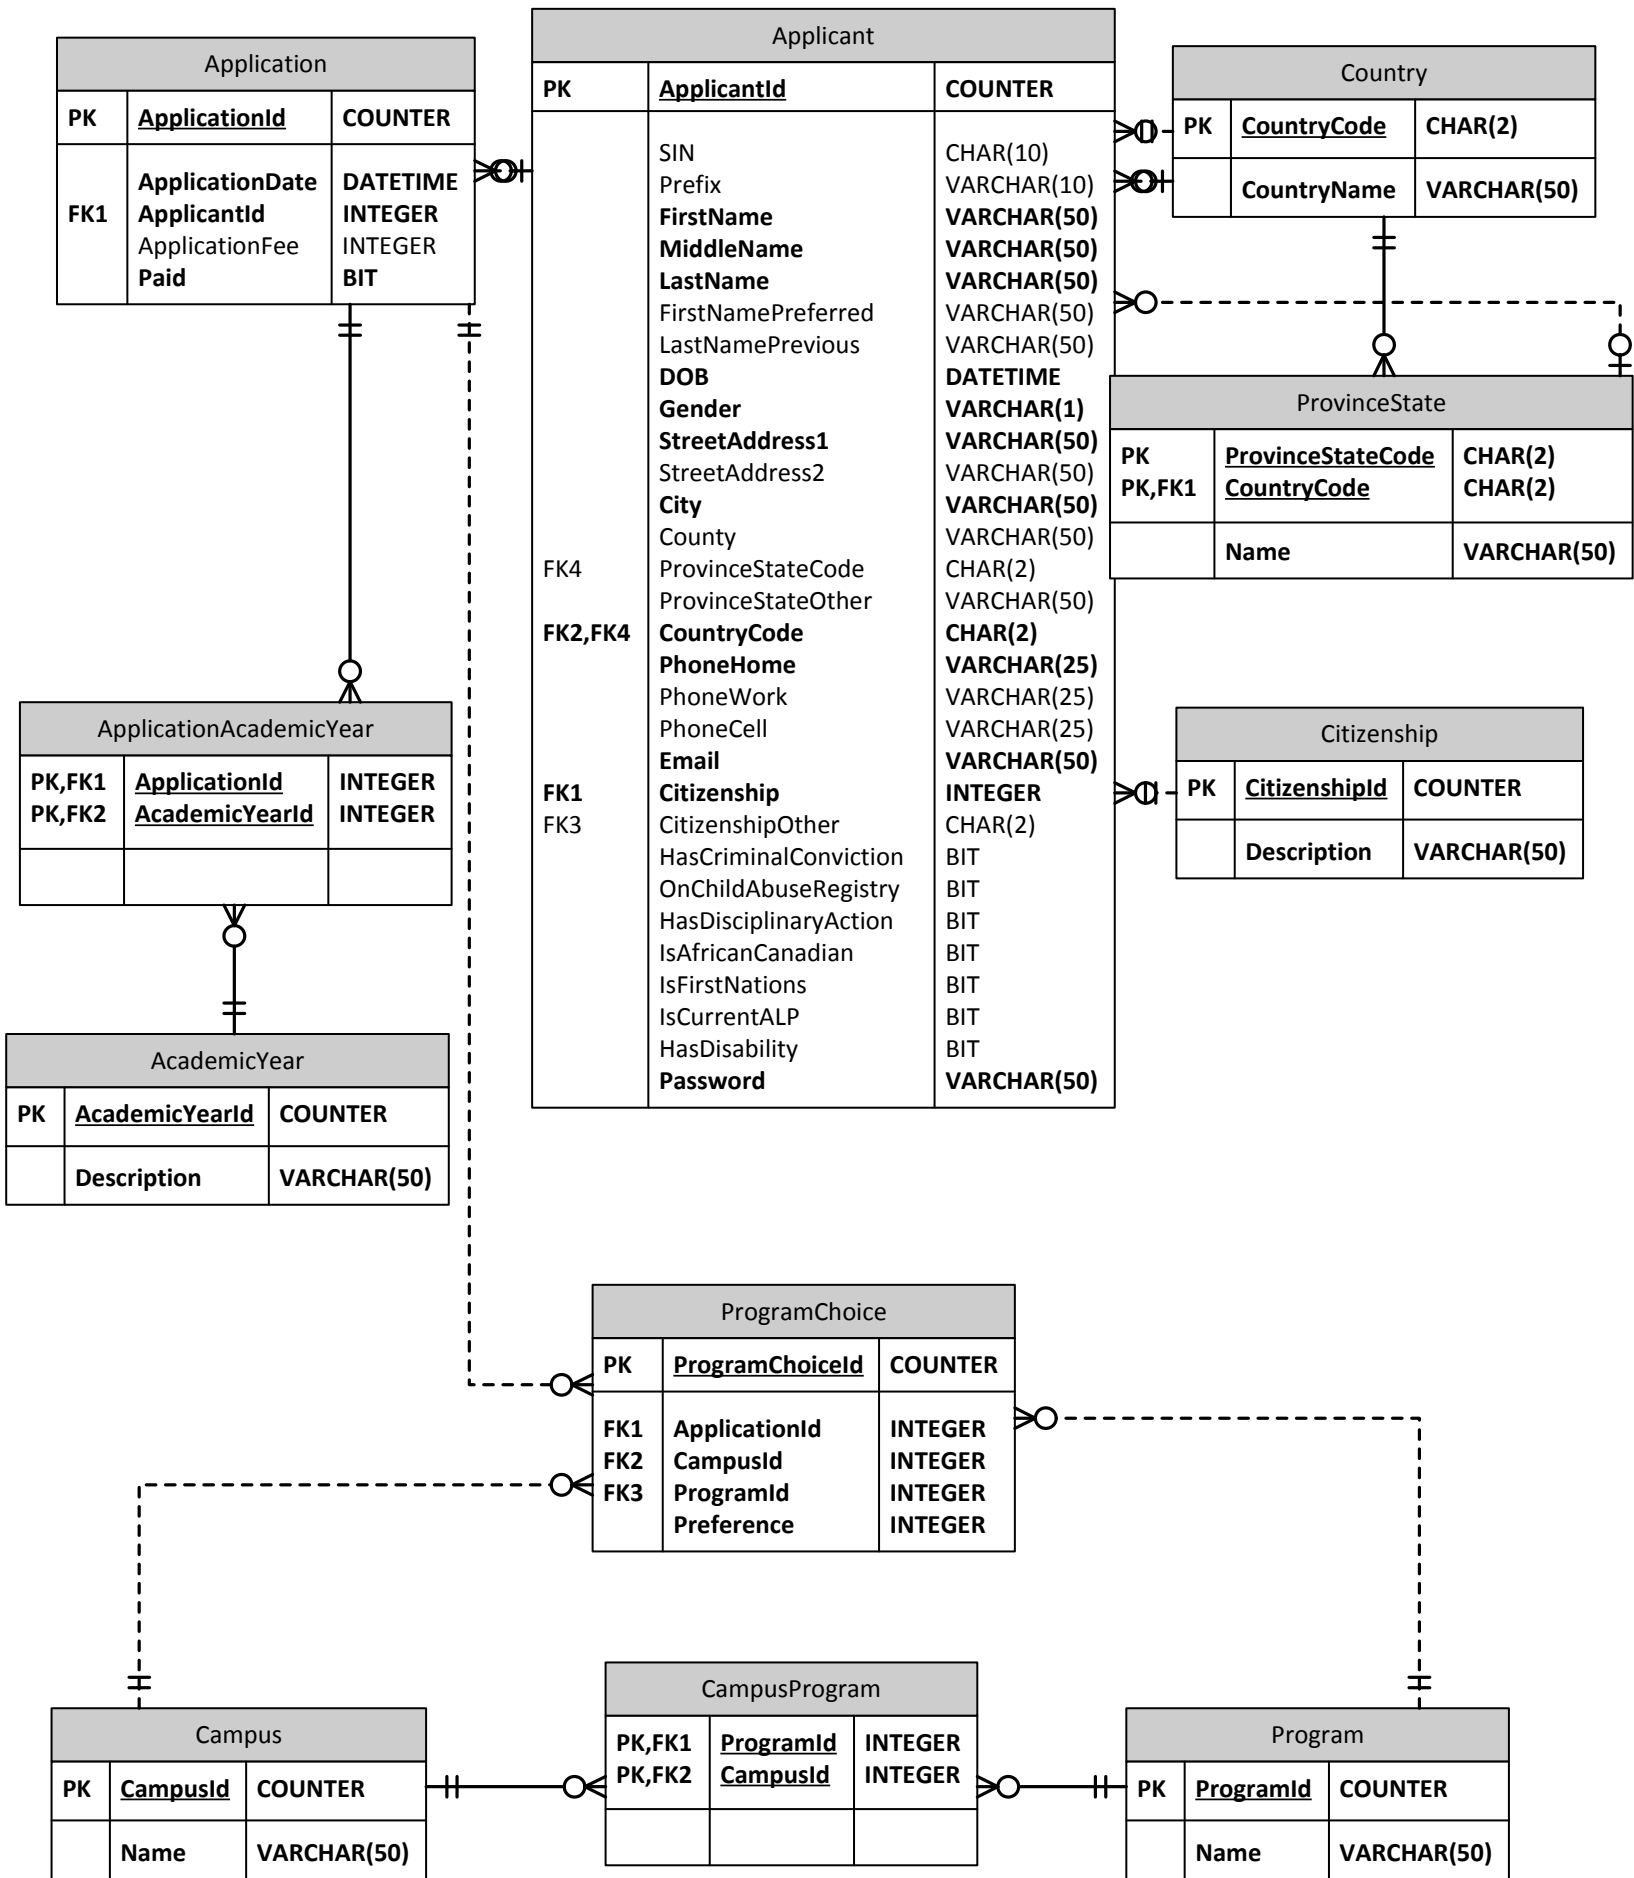 Application
PK ApplicationId COUNTER
ApplicationDate DATETIME
FK1 ApplicantId INTEGER
ApplicationFee INTEGER
Paid BIT
Applicant
PK ApplicantId COUNTER
SIN CHAR(10)
Prefix VARCHAR(10)
FirstName VARCHAR(50)
MiddleName VARCHAR(50)
LastName VARCHAR(50)
FirstNamePreferred VARCHAR(50)
LastNamePrevious VARCHAR(50)
DOB DATETIME
Gender VARCHAR(1)
StreetAddress1 VARCHAR(50)
StreetAddress2 VARCHAR(50)
City VARCHAR(50)
County VARCHAR(50)
FK4 ProvinceStateCode CHAR(2)
ProvinceStateOther VARCHAR(50)
FK2,FK4 CountryCode CHAR(2)
PhoneHome VARCHAR(25)
PhoneWork VARCHAR(25)
PhoneCell VARCHAR(25)
Email VARCHAR(50)
FK1 Citizenship INTEGER
FK3 CitizenshipOther CHAR(2)
HasCriminalConviction BIT
OnChildAbuseRegistry BIT
HasDisciplinaryAction BIT
IsAfricanCanadian BIT
IsFirstNations BIT
IsCurrentALP BIT
HasDisability BIT
Password VARCHAR(50)
Country
PK CountryCode CHAR(2)
CountryName VARCHAR(50)
ProvinceState
PK ProvinceStateCode CHAR(2)
PK,FK1 CountryCode CHAR(2)
Name VARCHAR(50)
Citizenship
PK CitizenshipId COUNTER
Description VARCHAR(50)
ApplicationAcademicYear
PK,FK1 ApplicationId INTEGER
PK,FK2 AcademicYearId INTEGER
AcademicYear
PK AcademicYearId COUNTER
Description VARCHAR(50)
ProgramChoice
PK ProgramChoiceId COUNTER
FK1 ApplicationId INTEGER
FK2 CampusId INTEGER
FK3 ProgramId INTEGER
Preference INTEGER
Campus
PK CampusId COUNTER
Name VARCHAR(50)
CampusProgram
PK,FK1 ProgramId INTEGER
PK,FK2 CampusId INTEGER
Program
PK ProgramId COUNTER
Name VARCHAR(50)